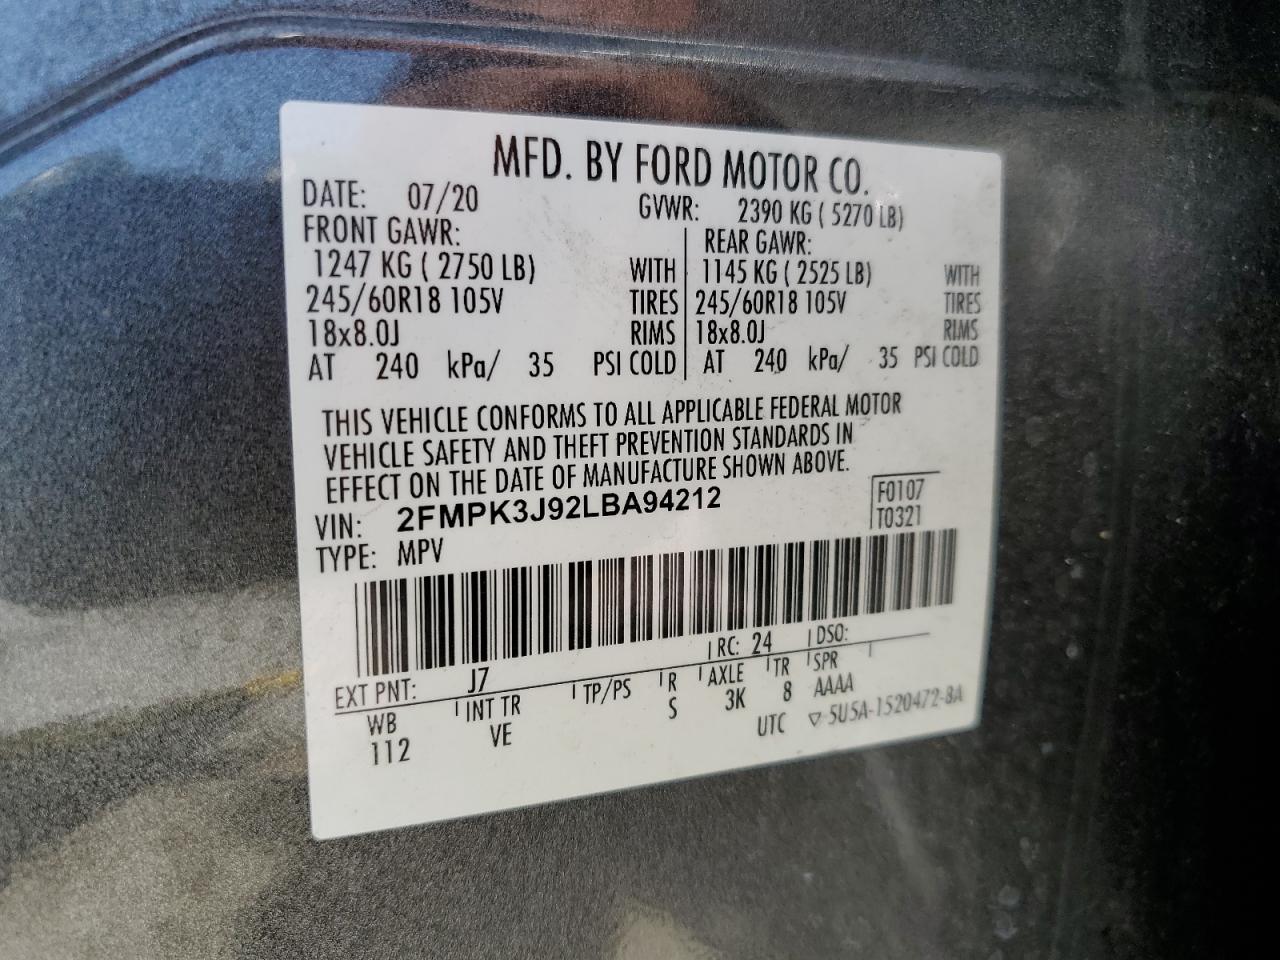 MFD. BY FORD MOTOR CO.
DATE: 07/20 GVWR: 2390 KG ( 5270 LB)
FRONT GAWR: REAR GAWR:
1247 KG ( 2750 LB) WITH 1145 KG ( 2525 LB) WITH
245/60R18 105V TIRES 245/60R18 105V TIRES
18x8.0J RIMS 18x8.0J RIMS
AT 240 kPa/ 35 PSI COLD AT 240 kPa/ 35 PSI COLD
THIS VEHICLE CONFORMS TO ALL APPLICABLE FEDERAL MOTOR
VEHICLE SAFETY AND THEFT PREVENTION STANDARDS IN
EFFECT ON THE DATE OF MANUFACTURE SHOWN ABOVE.
VIN: 2FMPK3J92LBA94212 F0107
TYPE: MPV T0321
EXT PNT: J7 RC: 24 DSO:
WB INT TR TP/PS R AXLE TR SPR
112 VE S 3K 8 AAAA
UTC ▽ 5U5A-1520472-BA